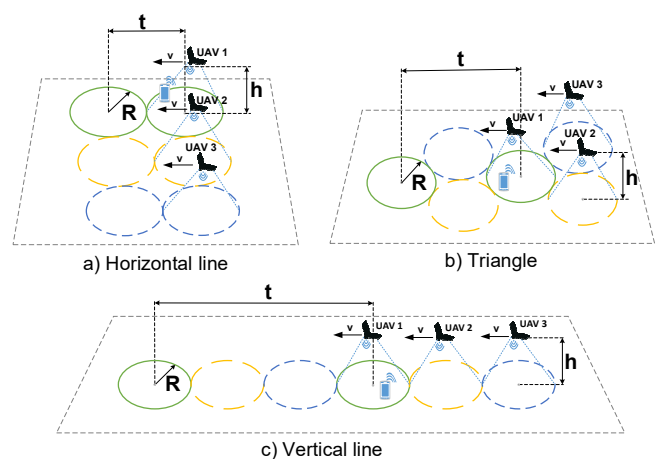 t
v
UAV 1
v
UAV 2
h
R
v
UAV 3
a) Horizontal line
t
UAV 3
v
UAV 1
v
UAV 2
v
R
h
b) Triangle
t
v
UAV 1
v
UAV 2
v
UAV 3
R
h
c) Vertical line